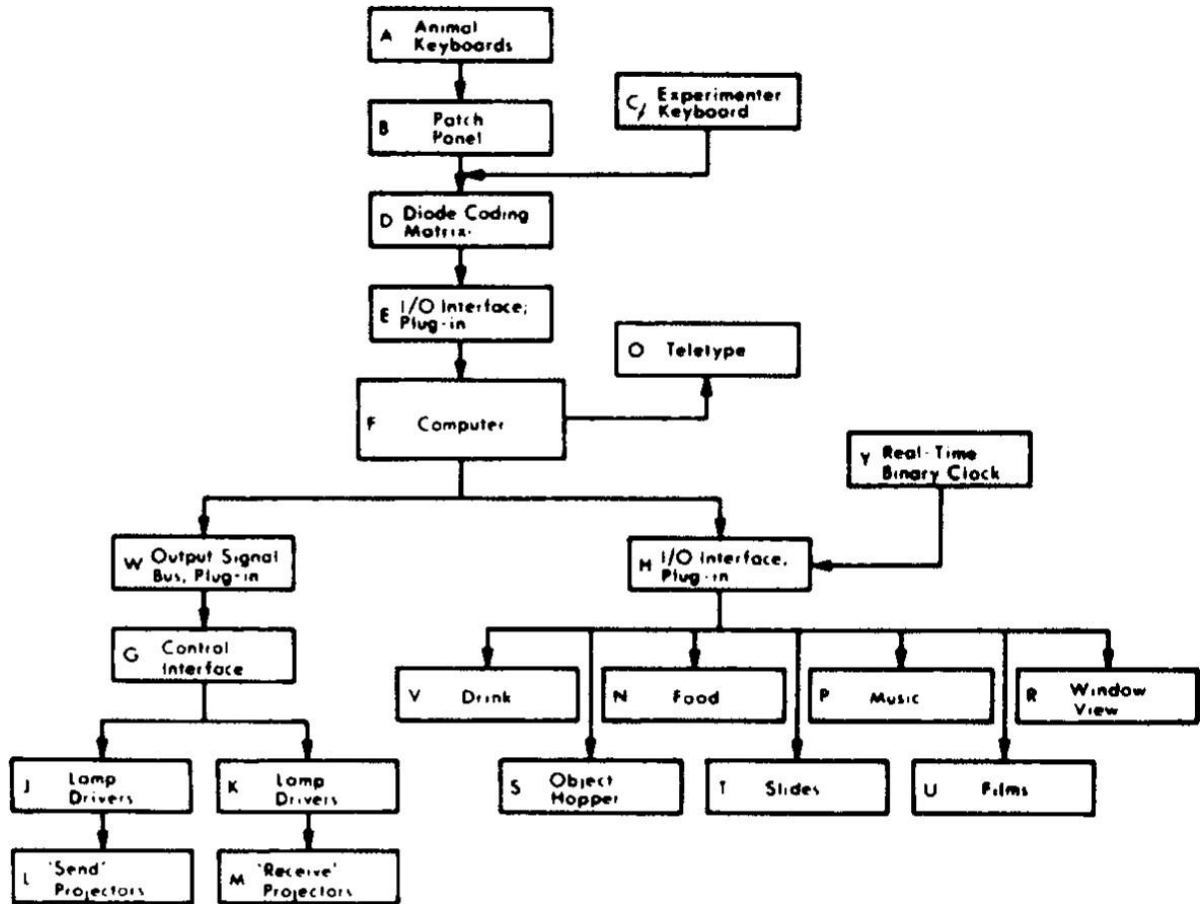 A Animal
Keyboards
C, Experimenter
Keyboard
B Patch
Panel
D Diode Coding
Matrix
E I/O Interface,
Plug-in
O Teletype
F Computer
Y Real-Time
Binary Clock
W Output Signal
Bus, Plug-in
H I/O Interface,
Plug-in
G Control
Interface
V Drink
N Food
P Music
R Window
View
J Lamp
Drivers
K Lamp
Drivers
S Object
Hopper
T Slides
U Films
L 'Send'
Projectors
M 'Receive'
Projectors